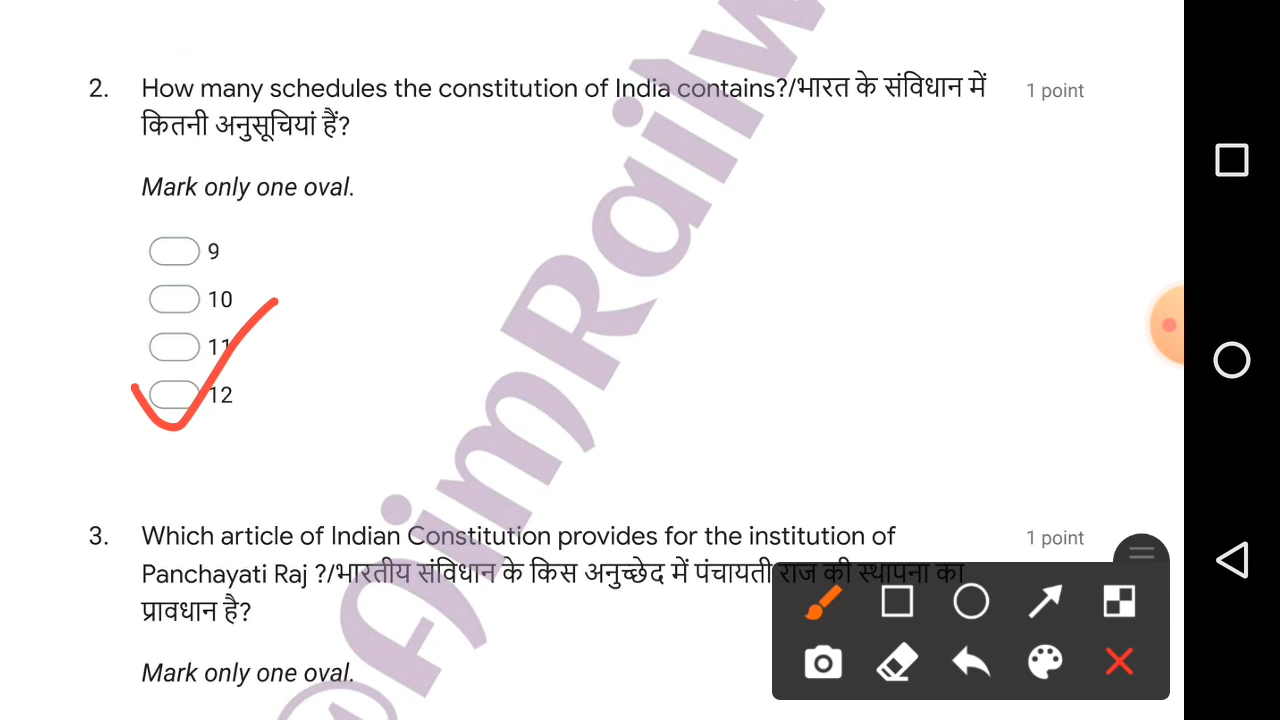 2. How many schedules the constitution of India contains?/भारत के संविधान में 1 point
कितनी अनुसूचियां हैं?
Mark only one oval.
9
10
11
12
3. Which article of Indian Constitution provides for the institution of 1 point
Panchayati Raj ?/भारतीय संविधान के किस अनुच्छेद में पंचायती राज की स्थापना का
प्रावधान है?
Mark only one oval.
@AimRailw